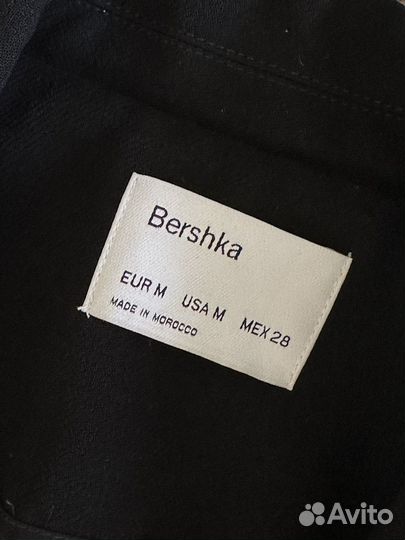 Bershka
EUR M USA M MEX 28
MADE IN MOROCCO
Avito